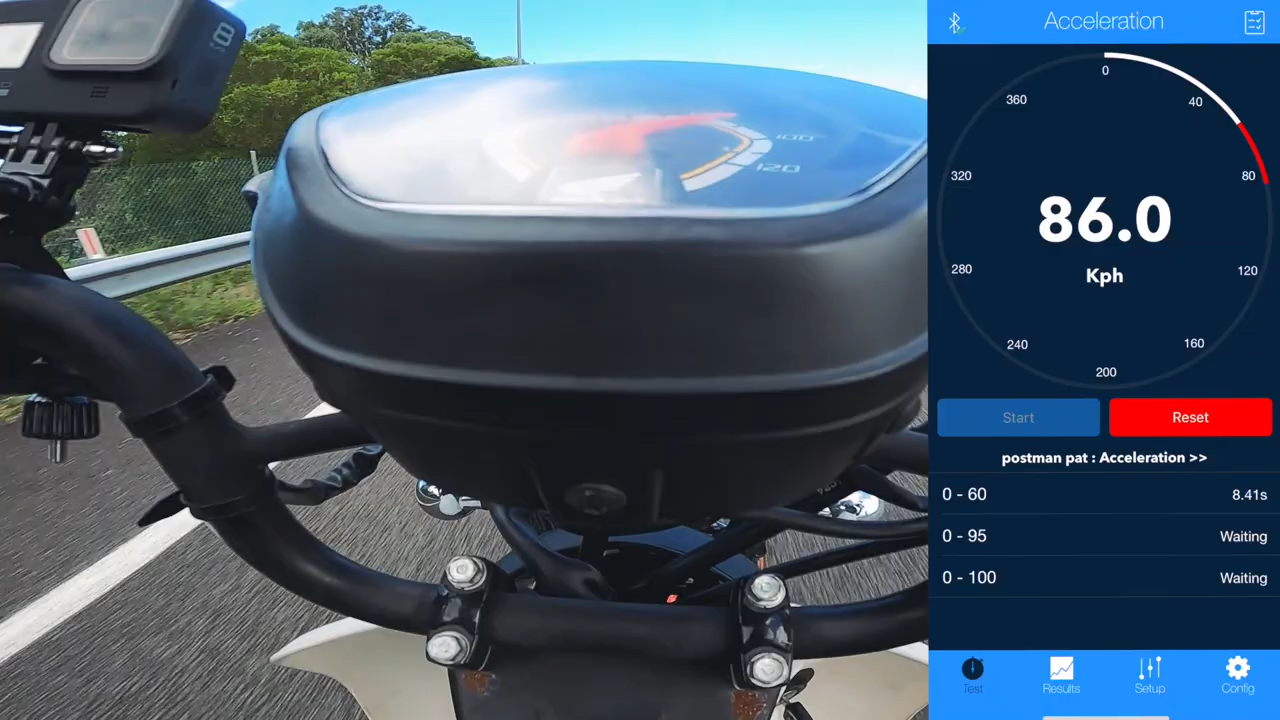 8
100
120
Acceleration
0
40
80
120
160
200
240
280
320
360
86.0
Kph
Start
Reset
postman pat : Acceleration >>
0 - 60 8.41s
0 - 95 Waiting
0 - 100 Waiting
Test
Results
Setup
Config